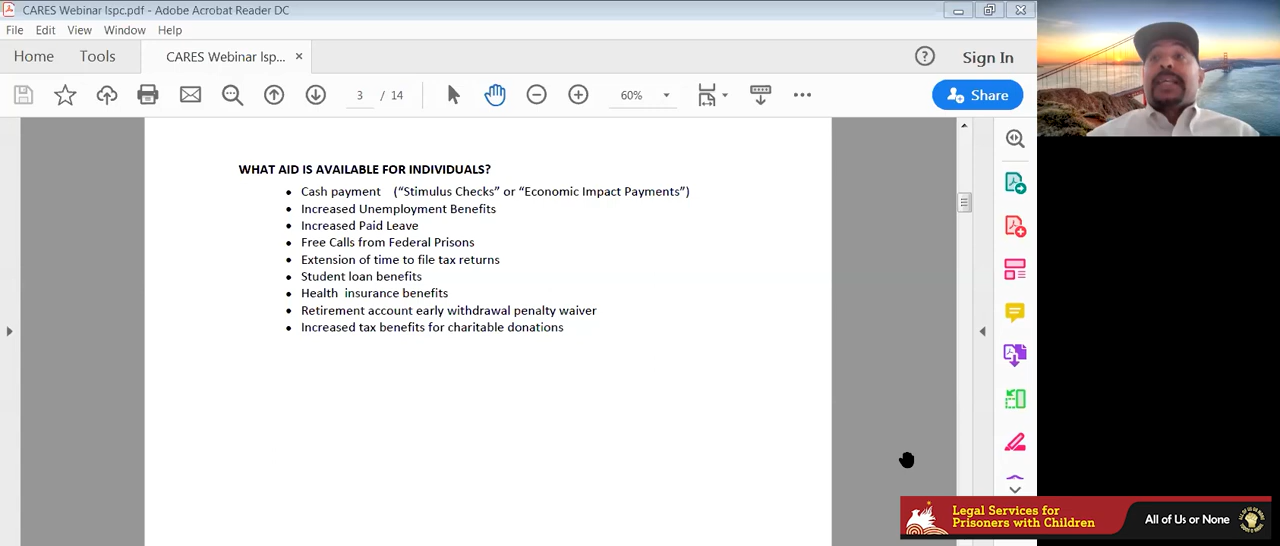 CARES Webinar lspc.pdf - Adobe Acrobat Reader DC
File Edit View Window Help
Home Tools CARES Webinar lsp... ×
Sign In
3 / 14 60% Share
WHAT AID IS AVAILABLE FOR INDIVIDUALS?
• Cash payment (“Stimulus Checks” or “Economic Impact Payments”)
• Increased Unemployment Benefits
• Increased Paid Leave
• Free Calls from Federal Prisons
• Extension of time to file tax returns
• Student loan benefits
• Health insurance benefits
• Retirement account early withdrawal penalty waiver
• Increased tax benefits for charitable donations
Legal Services for
Prisoners with Children
All of Us or None